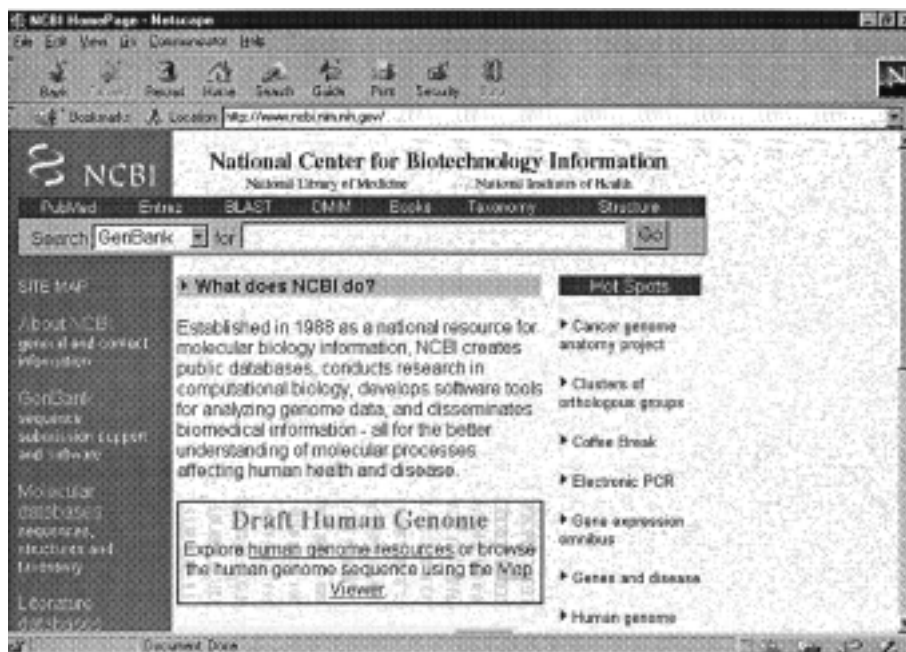 NCBI HomePage - Netscape
File Edit View Go Communicator Help
Back Reload Home Search Guide Print Security Stop
Bookmarks Location http://www.ncbi.nlm.nih.gov/
NCBI
National Center for Biotechnology Information
National Library of Medicine National Institutes of Health
PubMed Entrez BLAST OMIM Books Taxonomy Structure
Search GenBank for Go
SITE MAP
About NCBI
general and contact
information
GenBank
sequence
submission support
and software
Molecular
databases
sequences,
structures and
taxonomy
Literature
databases
What does NCBI do?
Established in 1988 as a national resource for
molecular biology information, NCBI creates
public databases, conducts research in
computational biology, develops software tools
for analyzing genome data, and disseminates
biomedical information - all for the better
understanding of molecular processes
affecting human health and disease.
Draft Human Genome
Explore human genome resources or browse
the human genome sequence using the Map
Viewer.
Hot Spots
Cancer genome
anatomy project
Clusters of
orthologous groups
Coffee Break
Electronic PCR
Gene expression
omnibus
Genes and disease
Human genome
Document: Done